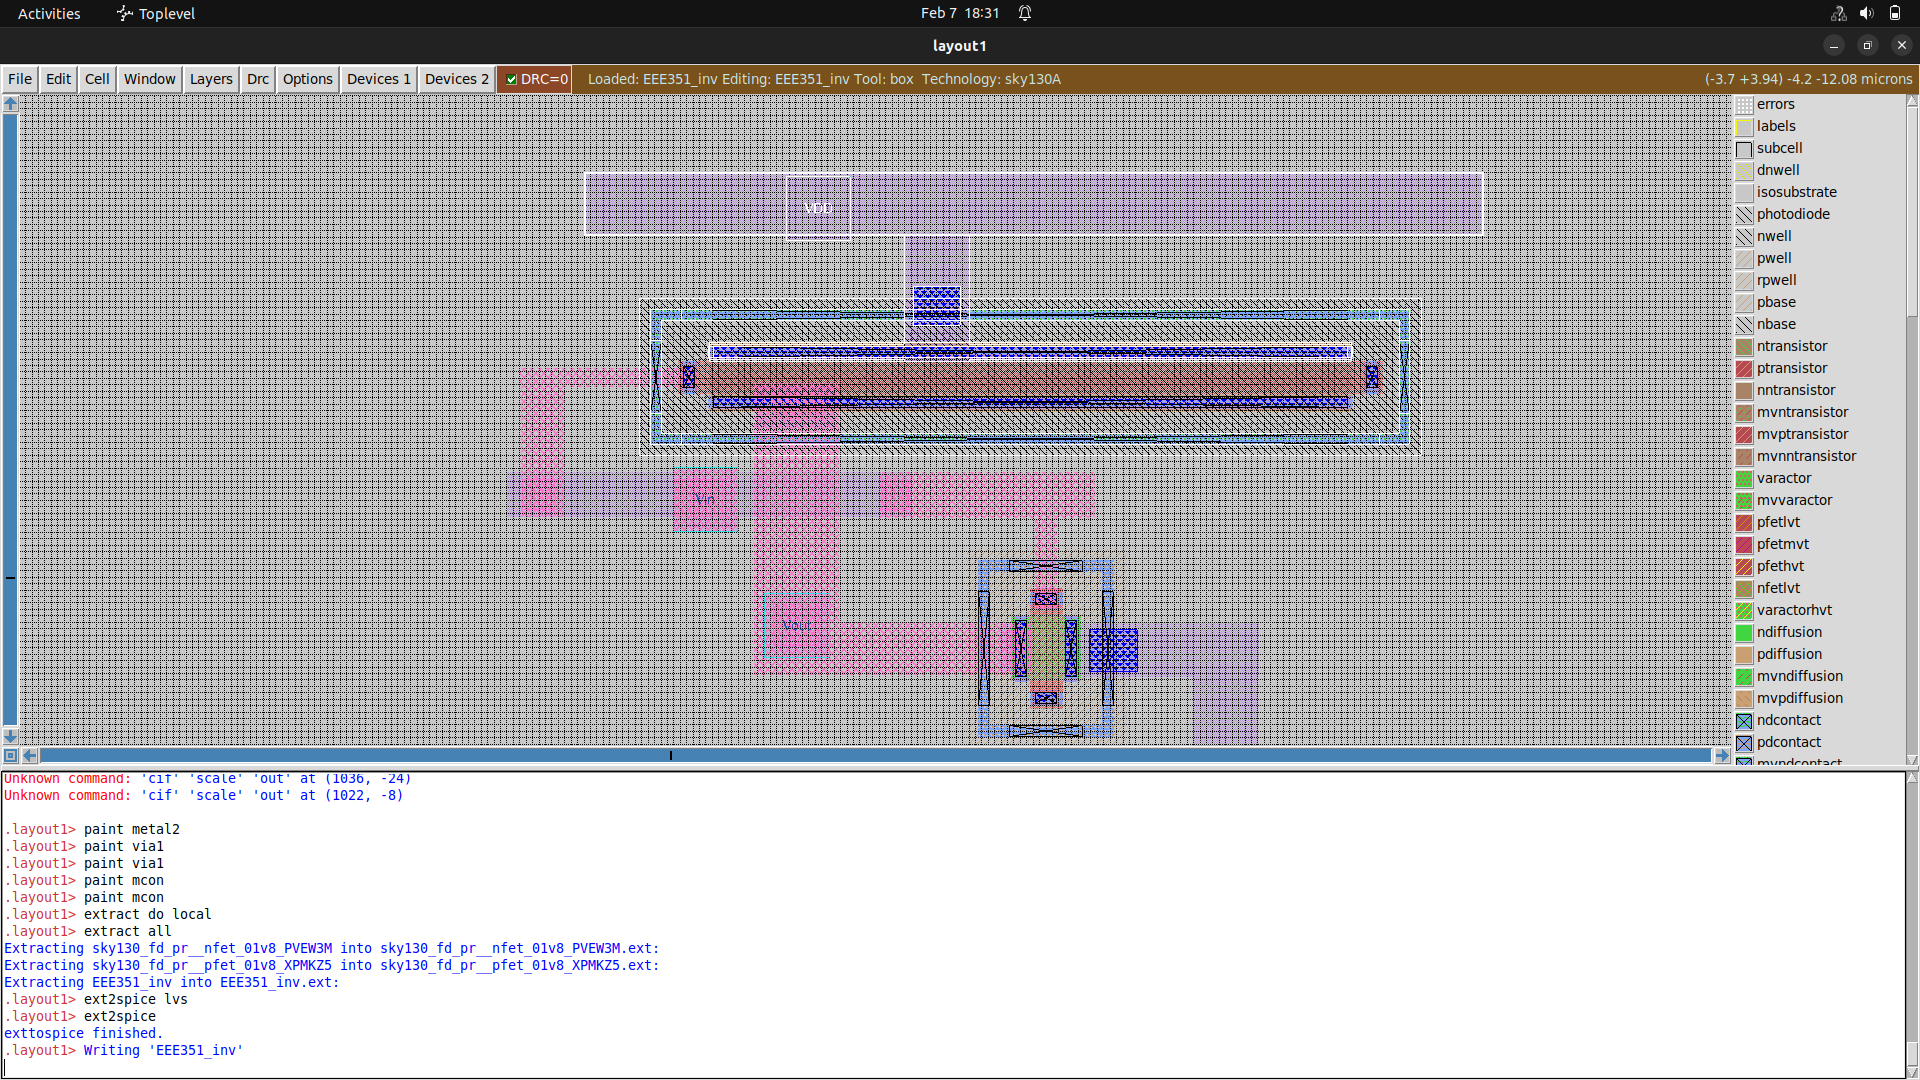 Activities Toplevel Feb 7 18:31
layout1
File Edit Cell Window Layers Drc Options Devices 1 Devices 2 DRC=0 Loaded: EEE351_inv Editing: EEE351_inv Tool: box Technology: sky130A (-3.7 +3.94) -4.2 -12.08 microns
errors
labels
subcell
dnwell
isosubstrate
photodiode
nwell
pwell
rpwell
pbase
nbase
ntransistor
ptransistor
nntransistor
mvntransistor
mvptransistor
mvnntransistor
varactor
mvvaractor
pfetlvt
pfetmvt
pfethvt
nfetlvt
varactorhvt
ndiffusion
pdiffusion
mvndiffusion
mvpdiffusion
ndcontact
pdcontact
mvndcontact
VDD
Vin
Vout
Unknown command: 'cif' 'scale' 'out' at (1036, -24)
Unknown command: 'cif' 'scale' 'out' at (1022, -8)
.layout1> paint metal2
.layout1> paint via1
.layout1> paint via1
.layout1> paint mcon
.layout1> paint mcon
.layout1> extract do local
.layout1> extract all
Extracting sky130_fd_pr__nfet_01v8_PVEW3M into sky130_fd_pr__nfet_01v8_PVEW3M.ext:
Extracting sky130_fd_pr__pfet_01v8_XPMKZ5 into sky130_fd_pr__pfet_01v8_XPMKZ5.ext:
Extracting EEE351_inv into EEE351_inv.ext:
.layout1> ext2spice lvs
.layout1> ext2spice
exttospice finished.
.layout1> Writing 'EEE351_inv'